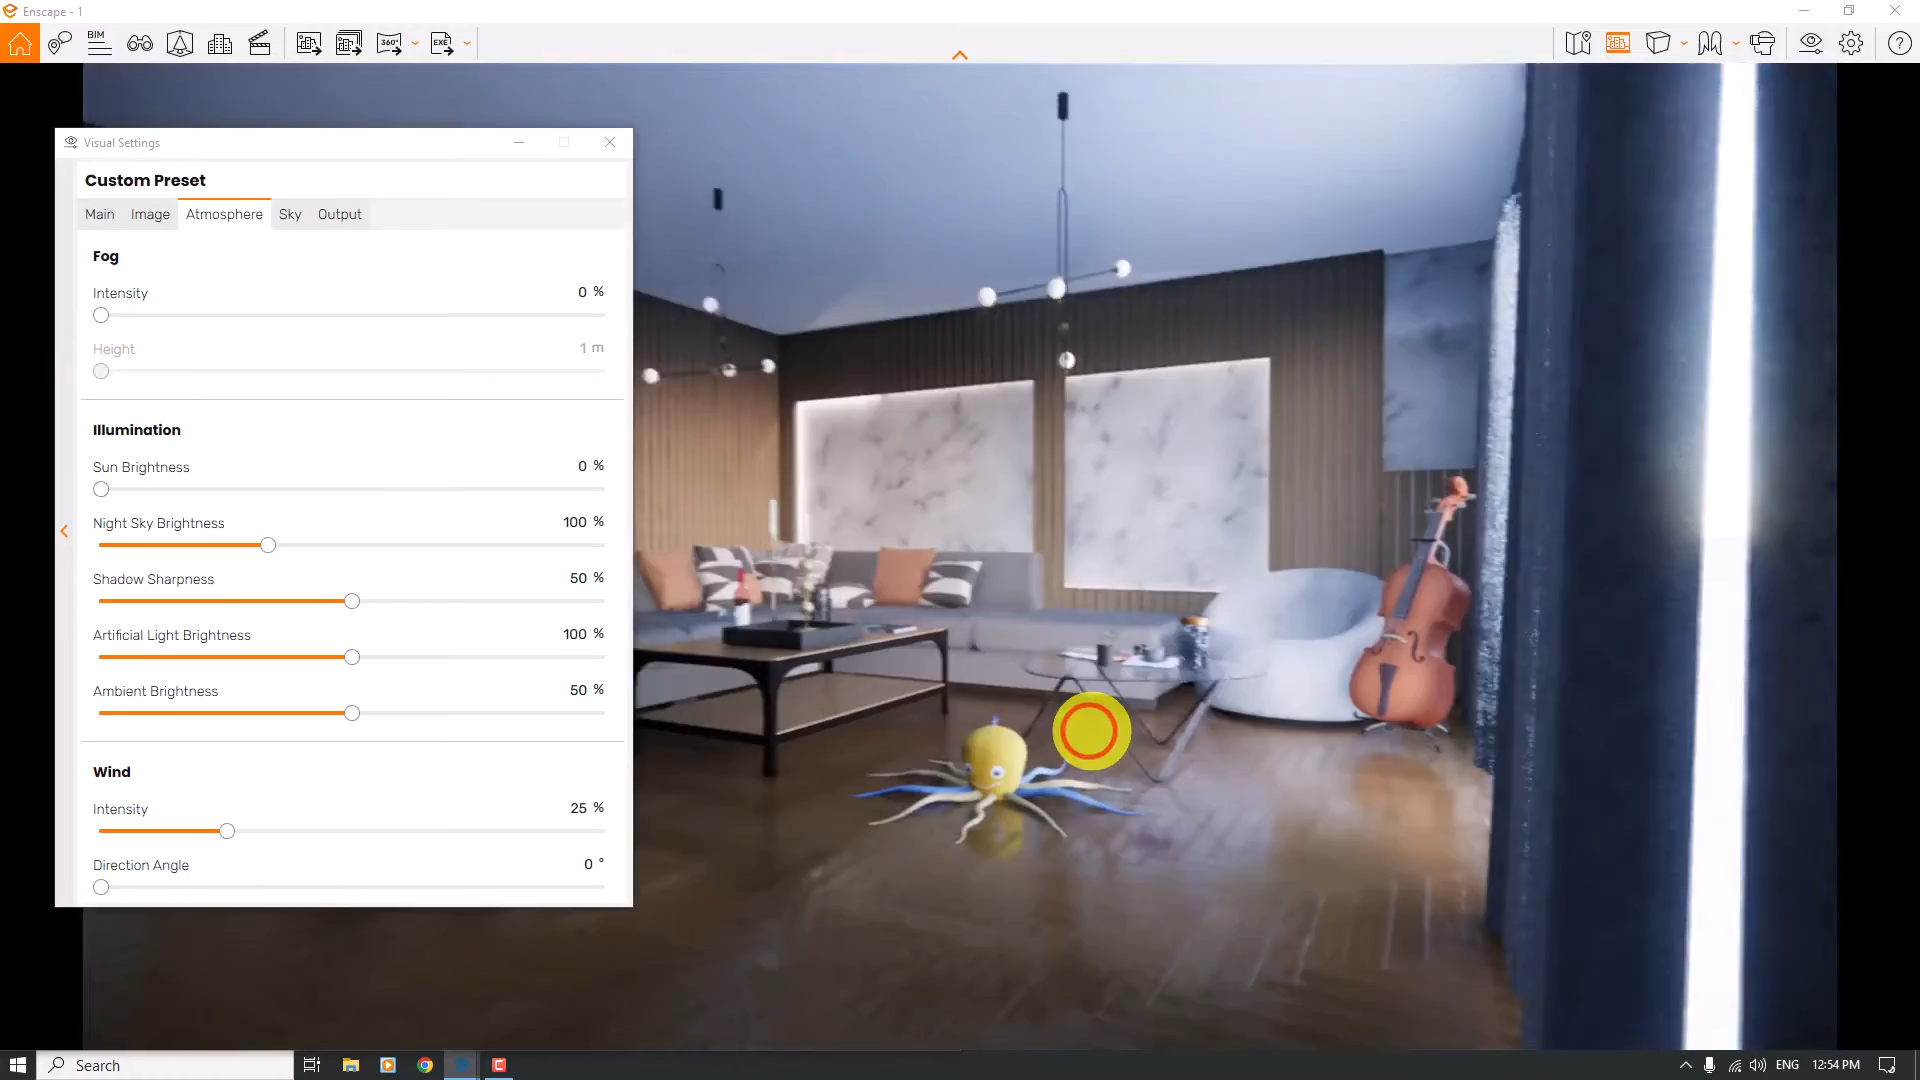 Enscape - 1
BIM
360°
EXE
Visual Settings
Custom Preset
Main Image Atmosphere Sky Output
Fog
Intensity 0 %
Height 1 m
Illumination
Sun Brightness 0 %
Night Sky Brightness 100 %
Shadow Sharpness 50 %
Artificial Light Brightness 100 %
Ambient Brightness 50 %
Wind
Intensity 25 %
Direction Angle 0 °
Search
ENG 12:54 PM